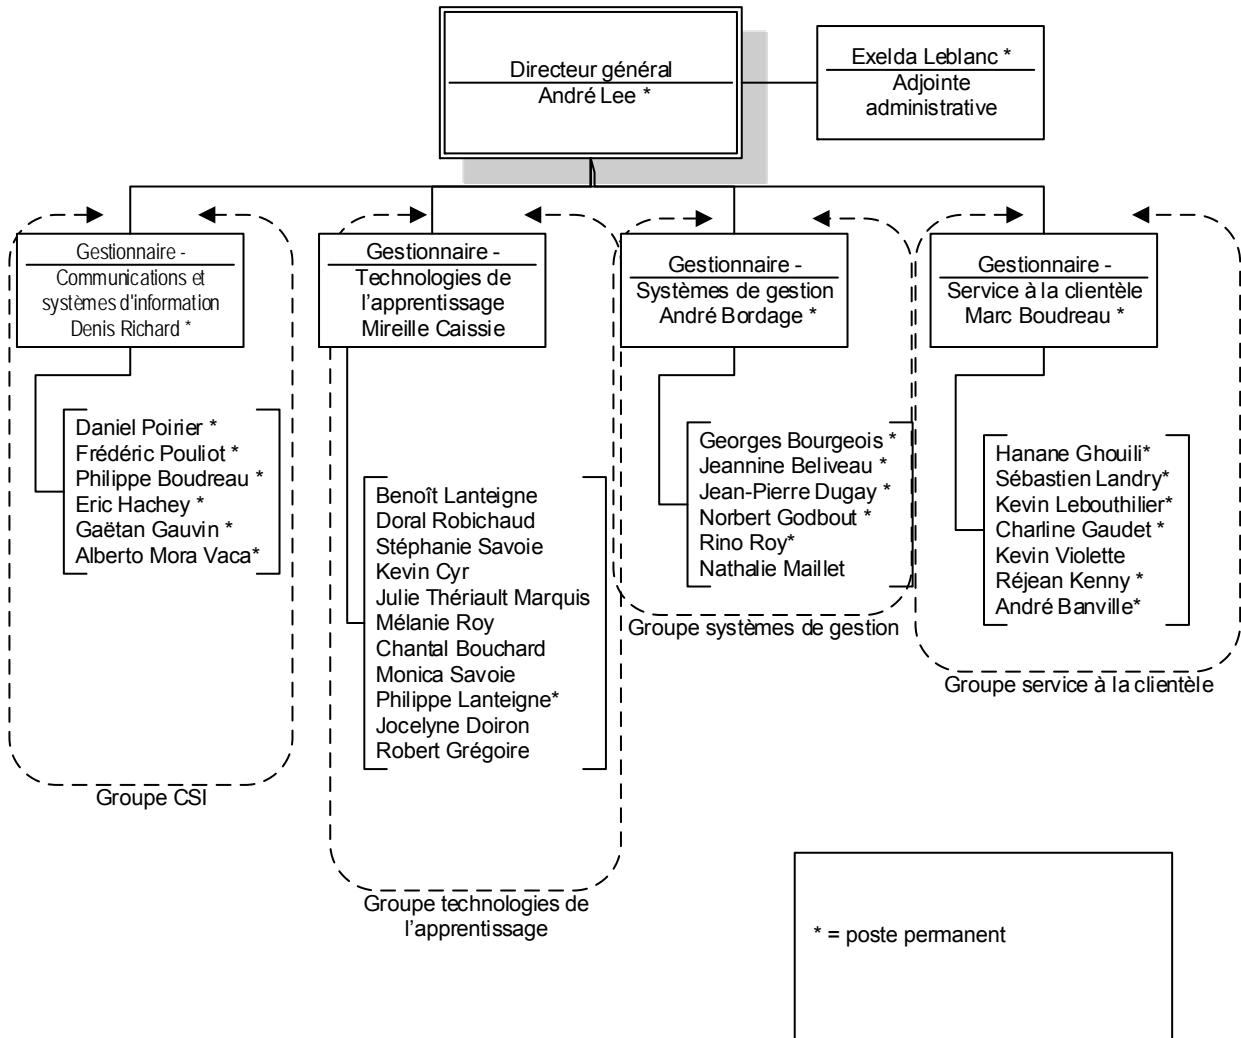 Directeur général
André Lee *
Exelda Leblanc *
Adjointe
administrative
Gestionnaire -
Communications et
systèmes d'information
Denis Richard *
Gestionnaire -
Technologies de
l'apprentissage
Mireille Caissie
Gestionnaire -
Systèmes de gestion
André Bordage *
Gestionnaire -
Service à la clientèle
Marc Boudreau *
Daniel Poirier *
Frédéric Pouliot *
Philippe Boudreau *
Eric Hachey *
Gaëtan Gauvin *
Alberto Mora Vaca*
Groupe CSI
Benoît Lanteigne
Doral Robichaud
Stéphanie Savoie
Kevin Cyr
Julie Thériault Marquis
Mélanie Roy
Chantal Bouchard
Monica Savoie
Philippe Lanteigne*
Jocelyne Doiron
Robert Grégoire
Groupe technologies de
l'apprentissage
Georges Bourgeois *
Jeannine Beliveau *
Jean-Pierre Dugay *
Norbert Godbout *
Rino Roy*
Nathalie Maillet
Groupe systèmes de gestion
Hanane Ghouili*
Sébastien Landry*
Kevin Lebouthilier*
Charline Gaudet *
Kevin Violette
Réjean Kenny *
André Banville*
Groupe service à la clientèle
* = poste permanent